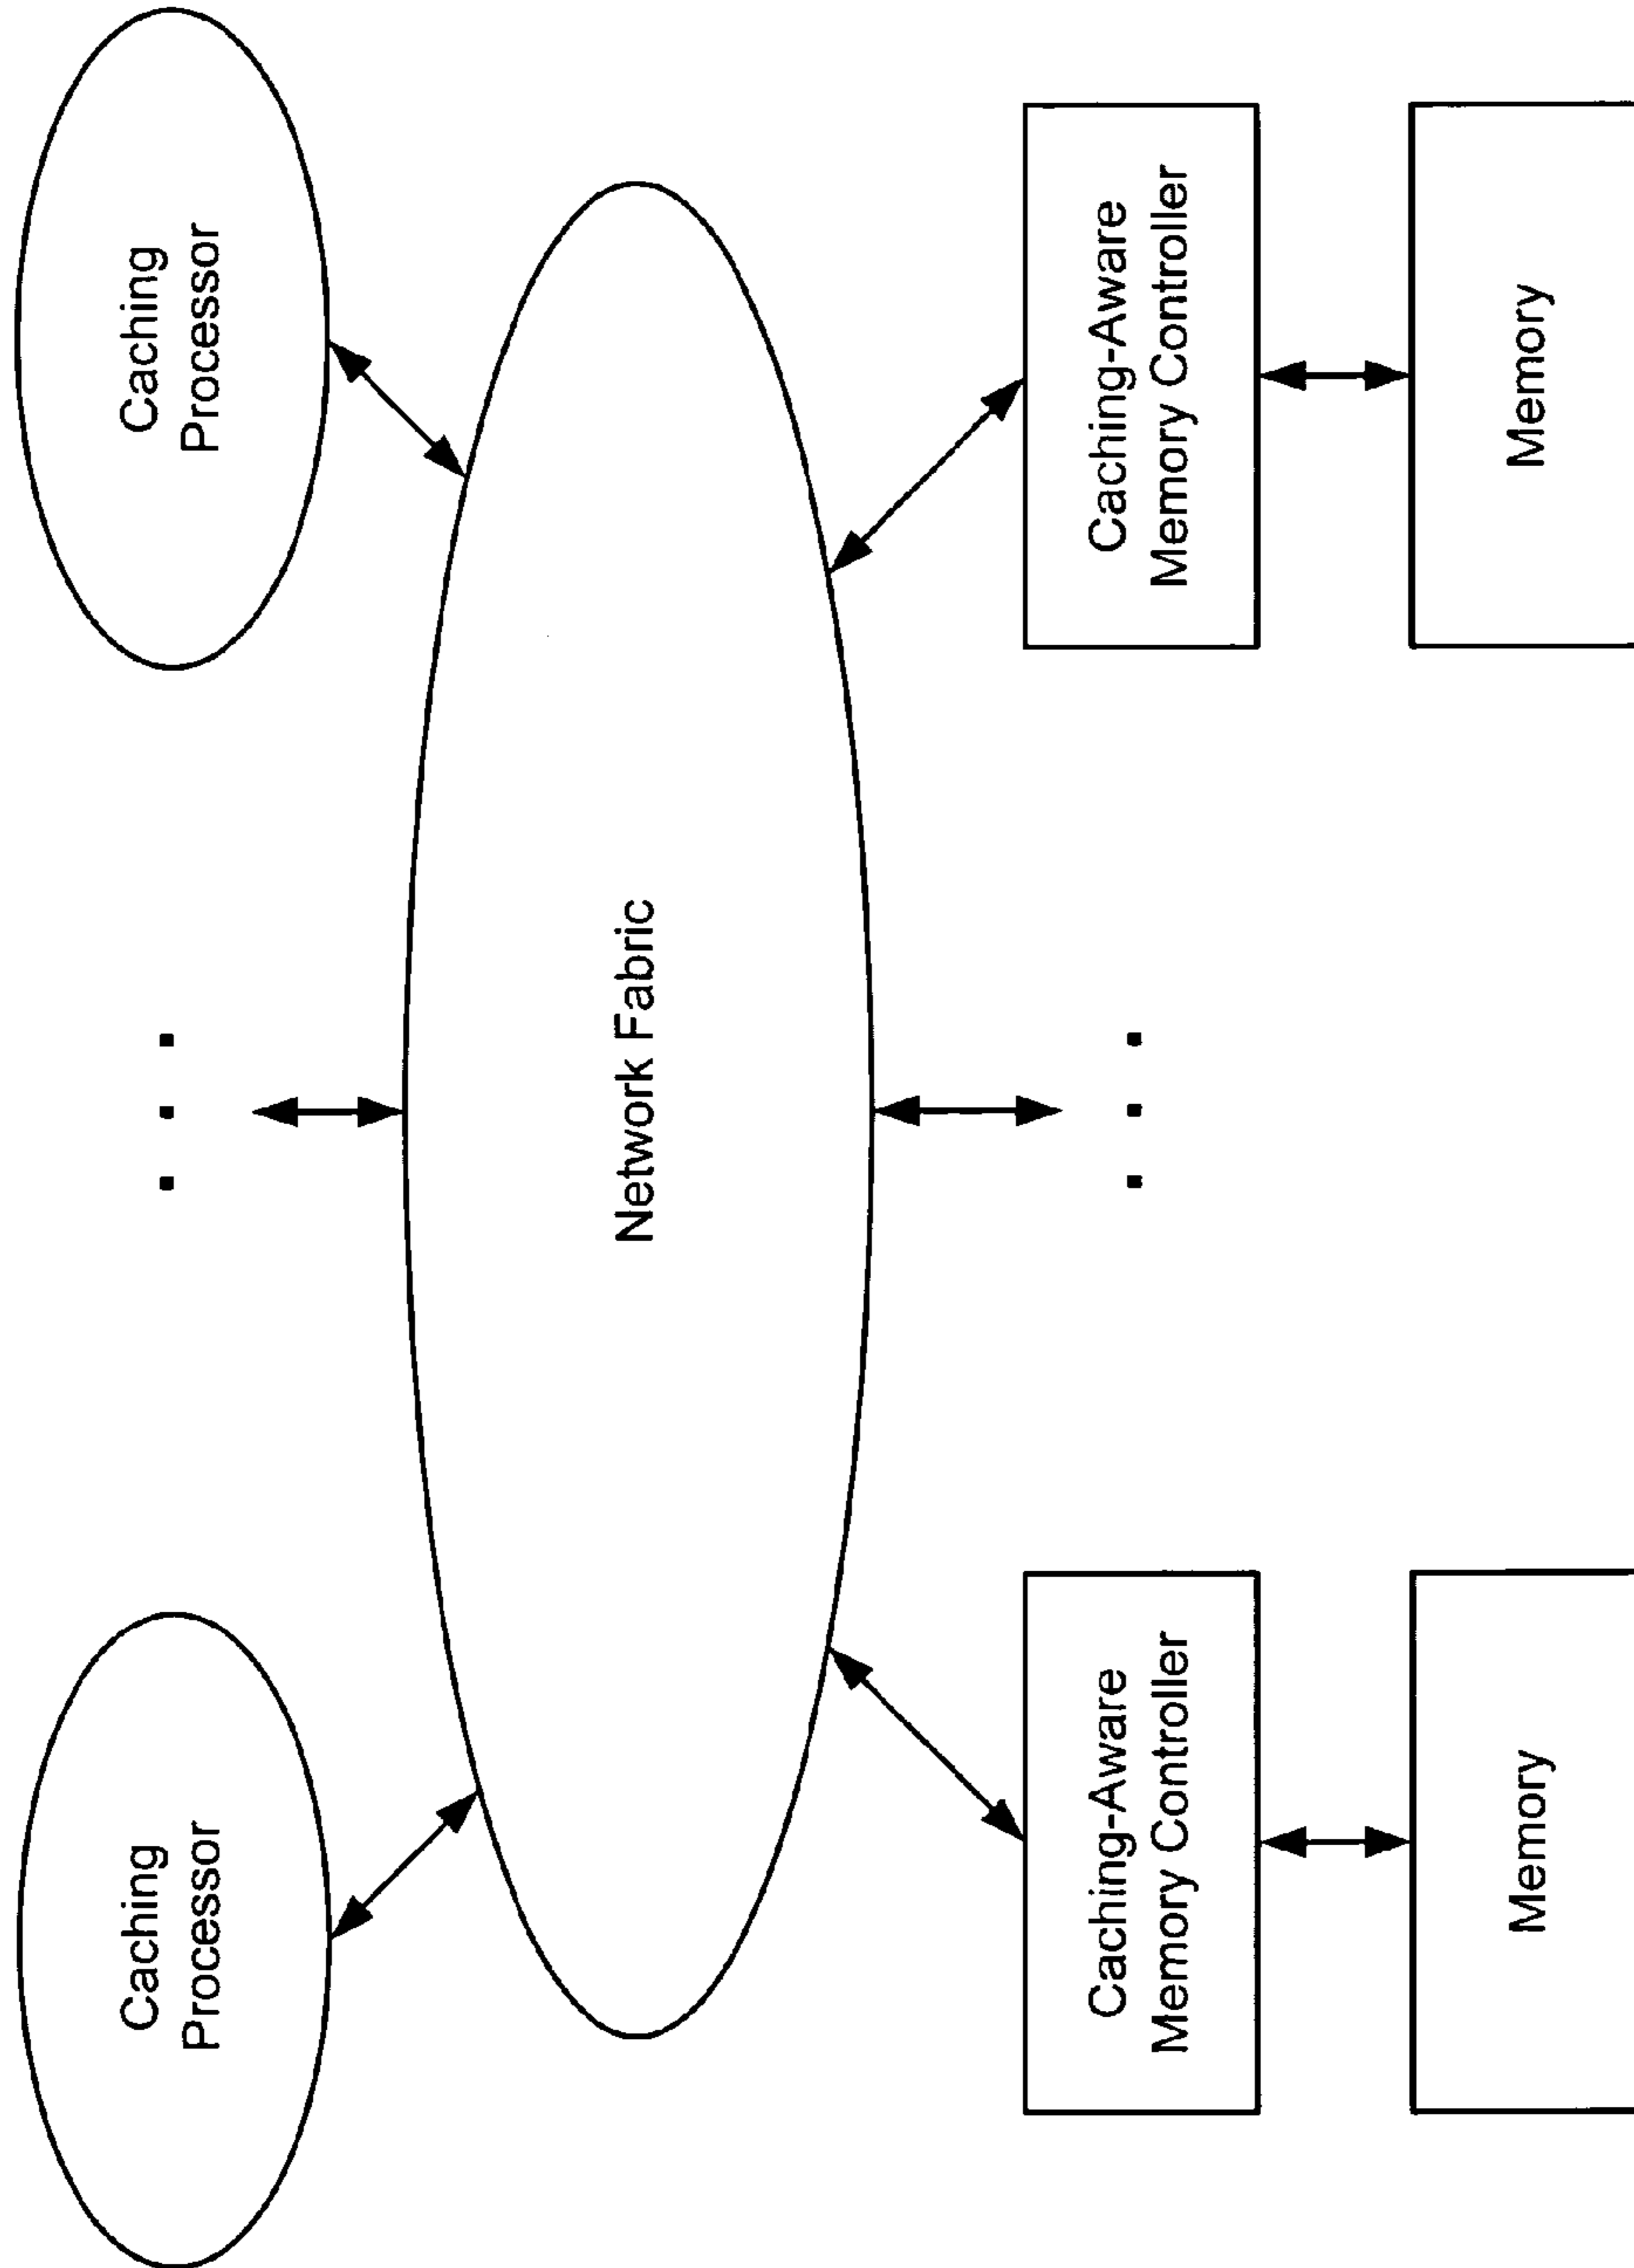 Caching
Processor
Caching
Processor
. . .
Network Fabric
. . .
Caching-Aware
Memory Controller
Caching-Aware
Memory Controller
Memory
Memory